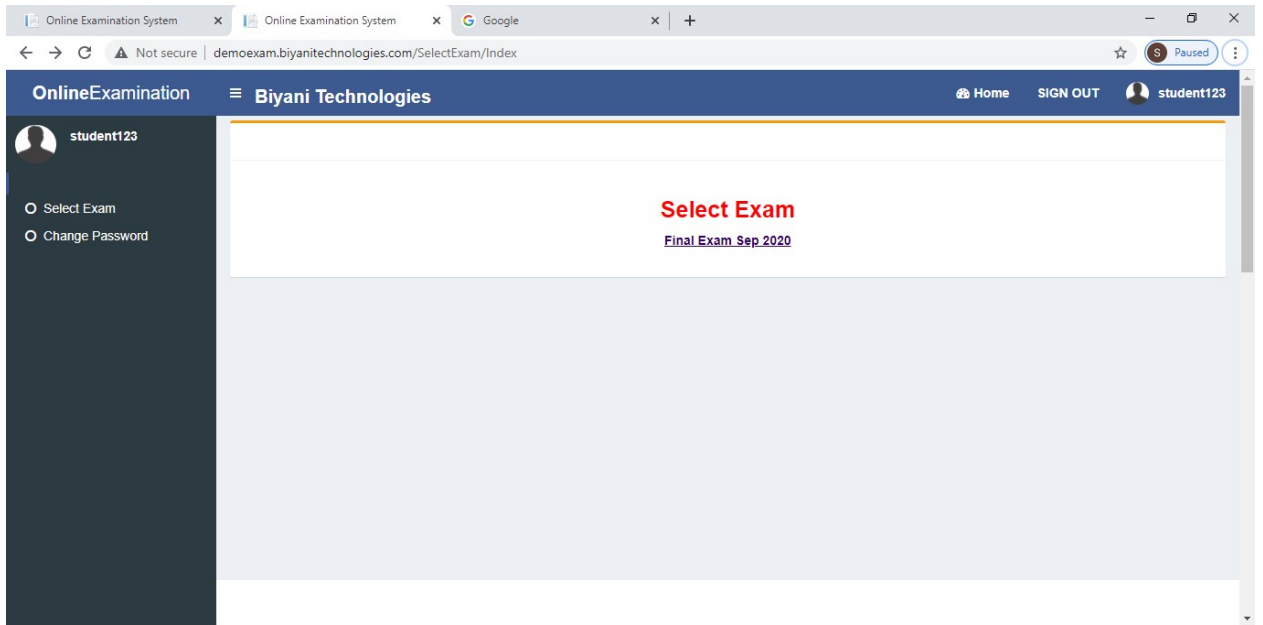 Online Examination System
Online Examination System
Google
Not secure
demoexam.biyanitechnologies.com/SelectExam/Index
S Paused
OnlineExamination
Biyani Technologies
Home
SIGN OUT
student123
student123
Select Exam
Change Password
Select Exam
Final Exam Sep 2020